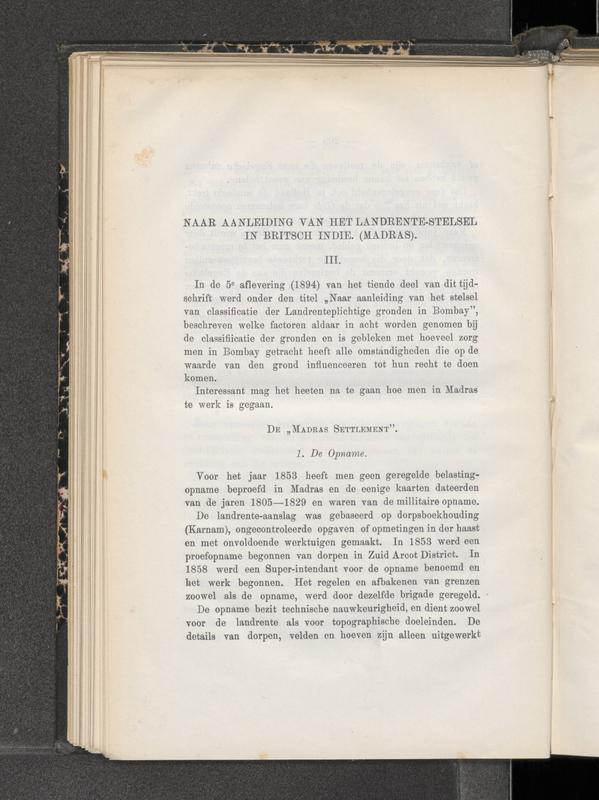 NAAR AANLEIDING VAN HET LANDRENTE-STELSEL
IN BRITSCH INDIE. (MADRAS).
III.
In de 5e aflevering (1894) van het tiende deel van dit tijd-
schrift werd onder den titel „Naar aanleiding van het stelsel
van classificatie der Landrenteplichtige gronden in Bombay”,
beschreven welke factoren aldaar in acht worden genomen bij
de classifiicatie der gronden en is gebleken met hoeveel zorg
men in Bombay getracht heeft alle omstandigheden die op de
waarde van den grond influenceeren tot hun recht te doen
komen.
Interessant mag het heeten na te gaan hoe men in Madras
te werk is gegaan.
De „Madras Settlement”.
1. De Opname.
Voor het jaar 1853 heeft men geen geregelde belasting-
opname beproefd in Madras en de eenige kaarten dateerden
van de jaren 1805—1829 en waren van de millitaire opname.
De landrente-aanslag was gebaseerd op dorpsboekhouding
(Karnam), ongecontroleerde opgaven of opmetingen in der haast
en met onvoldoende werktuigen gemaakt. In 1853 werd een
proefopname begonnen van dorpen in Zuid Arcot District. In
1858 werd een Super-intendant voor de opname benoemd en
het werk begonnen. Het regelen en afbakenen van grenzen
zoowel als de opname, werd door dezelfde brigade geregeld.
De opname bezit technische nauwkeurigheid, en dient zoowel
voor de landrente als voor topographische doeleinden. De
details van dorpen, velden en hoeven zijn alleen uitgewerkt